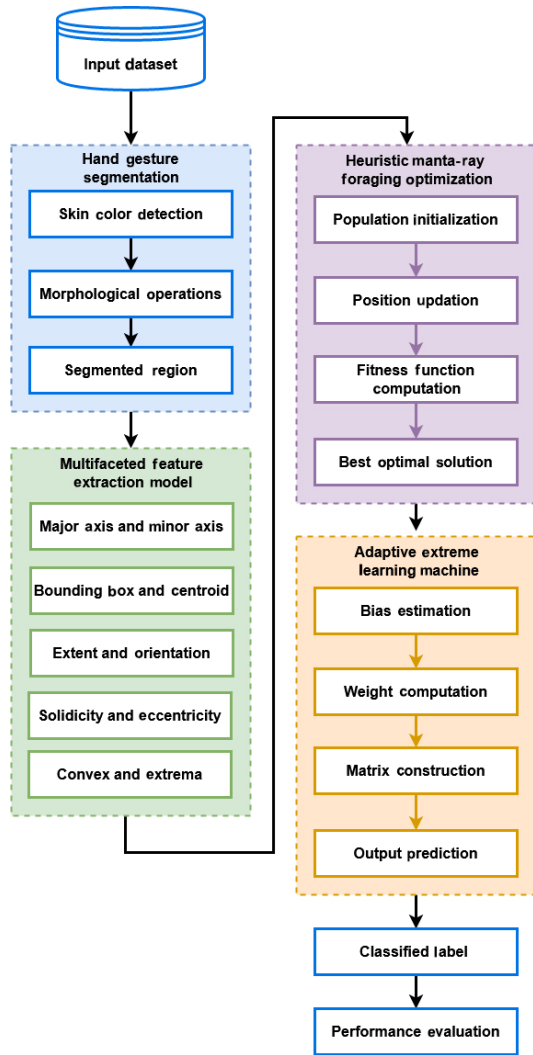 Input dataset
Hand gesture
segmentation
Skin color detection
Morphological operations
Segmented region
Multifaceted feature
extraction model
Major axis and minor axis
Bounding box and centroid
Extent and orientation
Solidicity and eccentricity
Convex and extrema
Heuristic manta-ray
foraging optimization
Population initialization
Position updation
Fitness function
computation
Best optimal solution
Adaptive extreme
learning machine
Bias estimation
Weight computation
Matrix construction
Output prediction
Classified label
Performance evaluation